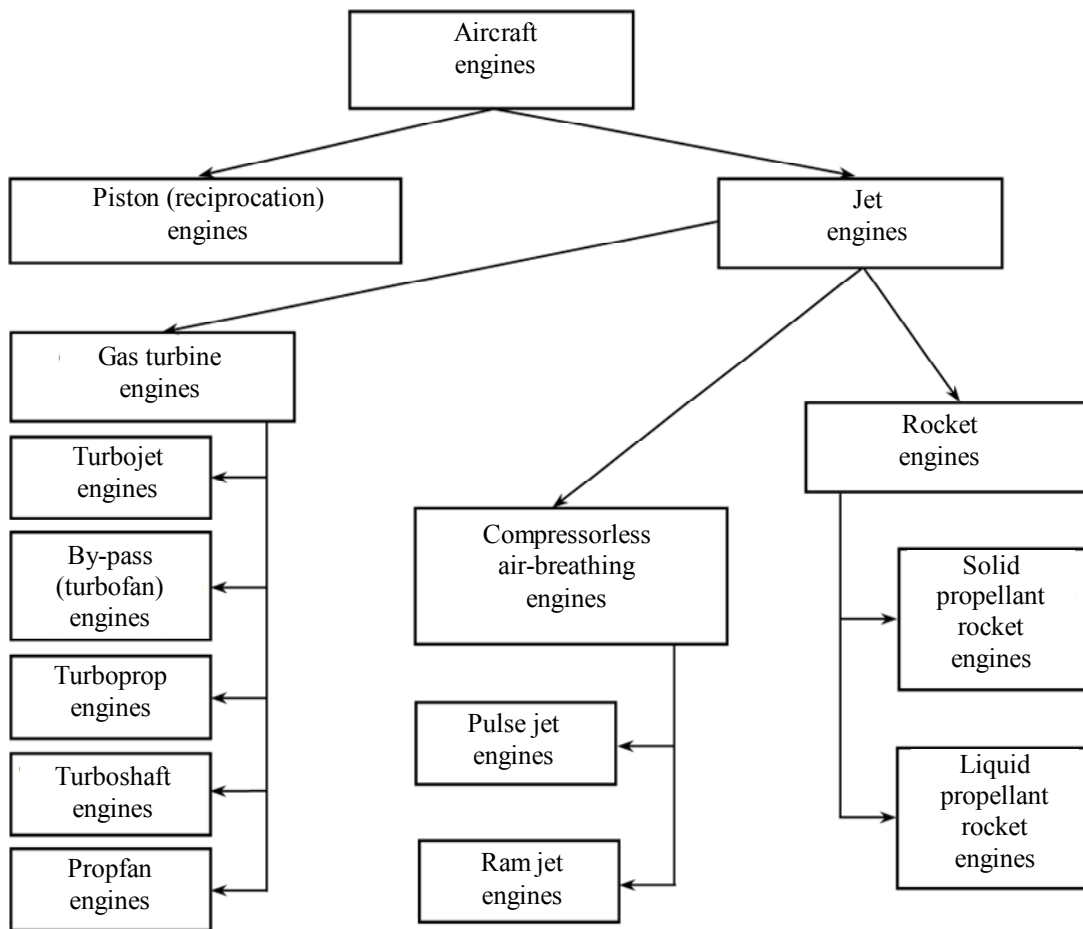 Aircraft
engines
Piston (reciprocation)
engines
Jet
engines
Gas turbine
engines
Turbojet
engines
By-pass
(turbofan)
engines
Turboprop
engines
Turboshaft
engines
Propfan
engines
Compressorless
air-breathing
engines
Pulse jet
engines
Ram jet
engines
Rocket
engines
Solid
propellant
rocket
engines
Liquid
propellant
rocket
engines